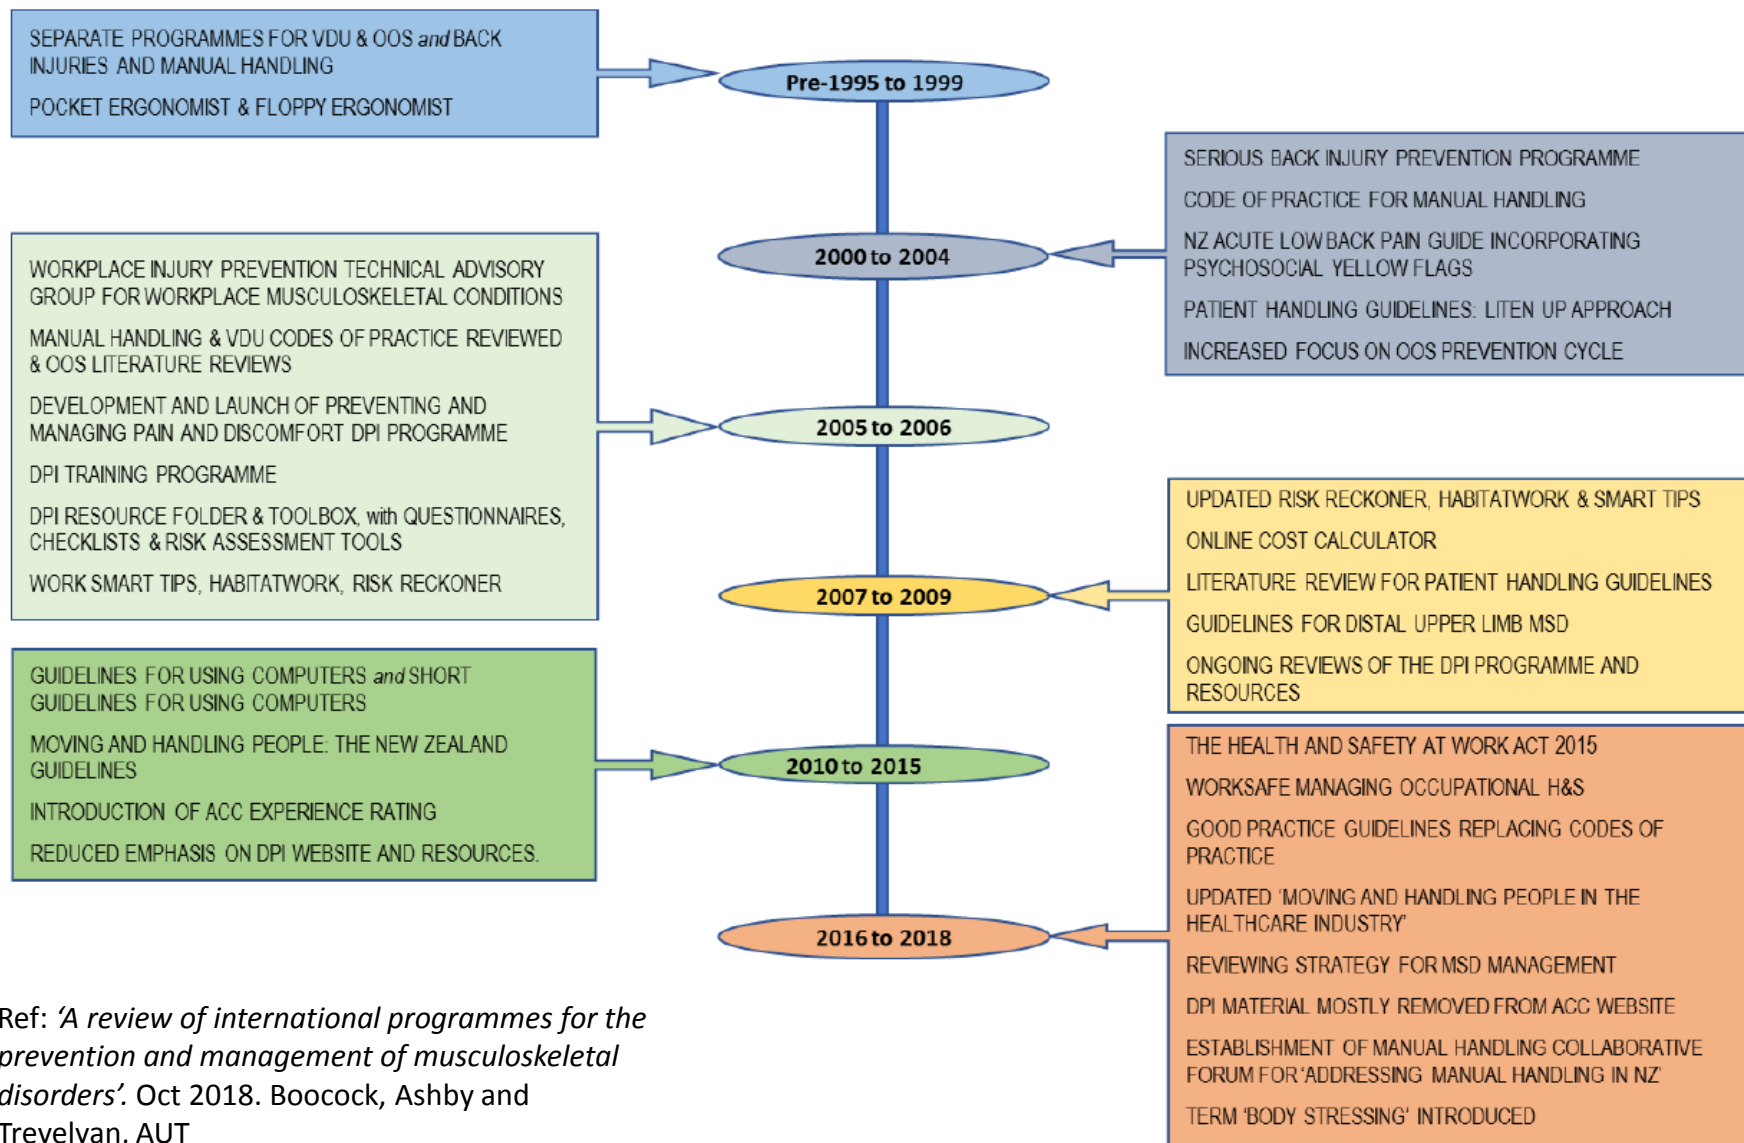 SEPARATE PROGRAMMES FOR VDU & OOS and BACK
INJURIES AND MANUAL HANDLING
POCKET ERGONOMIST & FLOPPY ERGONOMIST
Pre-1995 to 1999
SERIOUS BACK INJURY PREVENTION PROGRAMME
CODE OF PRACTICE FOR MANUAL HANDLING
NZ ACUTE LOW BACK PAIN GUIDE INCORPORATING
PSYCHOSOCIAL YELLOW FLAGS
PATIENT HANDLING GUIDELINES: LITEN UP APPROACH
INCREASED FOCUS ON OOS PREVENTION CYCLE
2000 to 2004
WORKPLACE INJURY PREVENTION TECHNICAL ADVISORY
GROUP FOR WORKPLACE MUSCULOSKELETAL CONDITIONS
MANUAL HANDLING & VDU CODES OF PRACTICE REVIEWED
& OOS LITERATURE REVIEWS
DEVELOPMENT AND LAUNCH OF PREVENTING AND
MANAGING PAIN AND DISCOMFORT DPI PROGRAMME
DPI TRAINING PROGRAMME
DPI RESOURCE FOLDER & TOOLBOX, with QUESTIONNAIRES,
CHECKLISTS & RISK ASSESSMENT TOOLS
WORK SMART TIPS, HABITATWORK, RISK RECKONER
2005 to 2006
UPDATED RISK RECKONER, HABITATWORK & SMART TIPS
ONLINE COST CALCULATOR
LITERATURE REVIEW FOR PATIENT HANDLING GUIDELINES
GUIDELINES FOR DISTAL UPPER LIMB MSD
ONGOING REVIEWS OF THE DPI PROGRAMME AND
RESOURCES
2007 to 2009
GUIDELINES FOR USING COMPUTERS and SHORT
GUIDELINES FOR USING COMPUTERS
MOVING AND HANDLING PEOPLE: THE NEW ZEALAND
GUIDELINES
INTRODUCTION OF ACC EXPERIENCE RATING
REDUCED EMPHASIS ON DPI WEBSITE AND RESOURCES.
2010 to 2015
THE HEALTH AND SAFETY AT WORK ACT 2015
WORKSAFE MANAGING OCCUPATIONAL H&S
GOOD PRACTICE GUIDELINES REPLACING CODES OF
PRACTICE
UPDATED ‘MOVING AND HANDLING PEOPLE IN THE
HEALTHCARE INDUSTRY’
REVIEWING STRATEGY FOR MSD MANAGEMENT
DPI MATERIAL MOSTLY REMOVED FROM ACC WEBSITE
ESTABLISHMENT OF MANUAL HANDLING COLLABORATIVE
FORUM FOR ‘ADDRESSING MANUAL HANDLING IN NZ’
TERM ‘BODY STRESSING’ INTRODUCED
2016 to 2018
Ref: ‘A review of international programmes for the
prevention and management of musculoskeletal
disorders’. Oct 2018. Boocock, Ashby and
Trevelyan. AUT